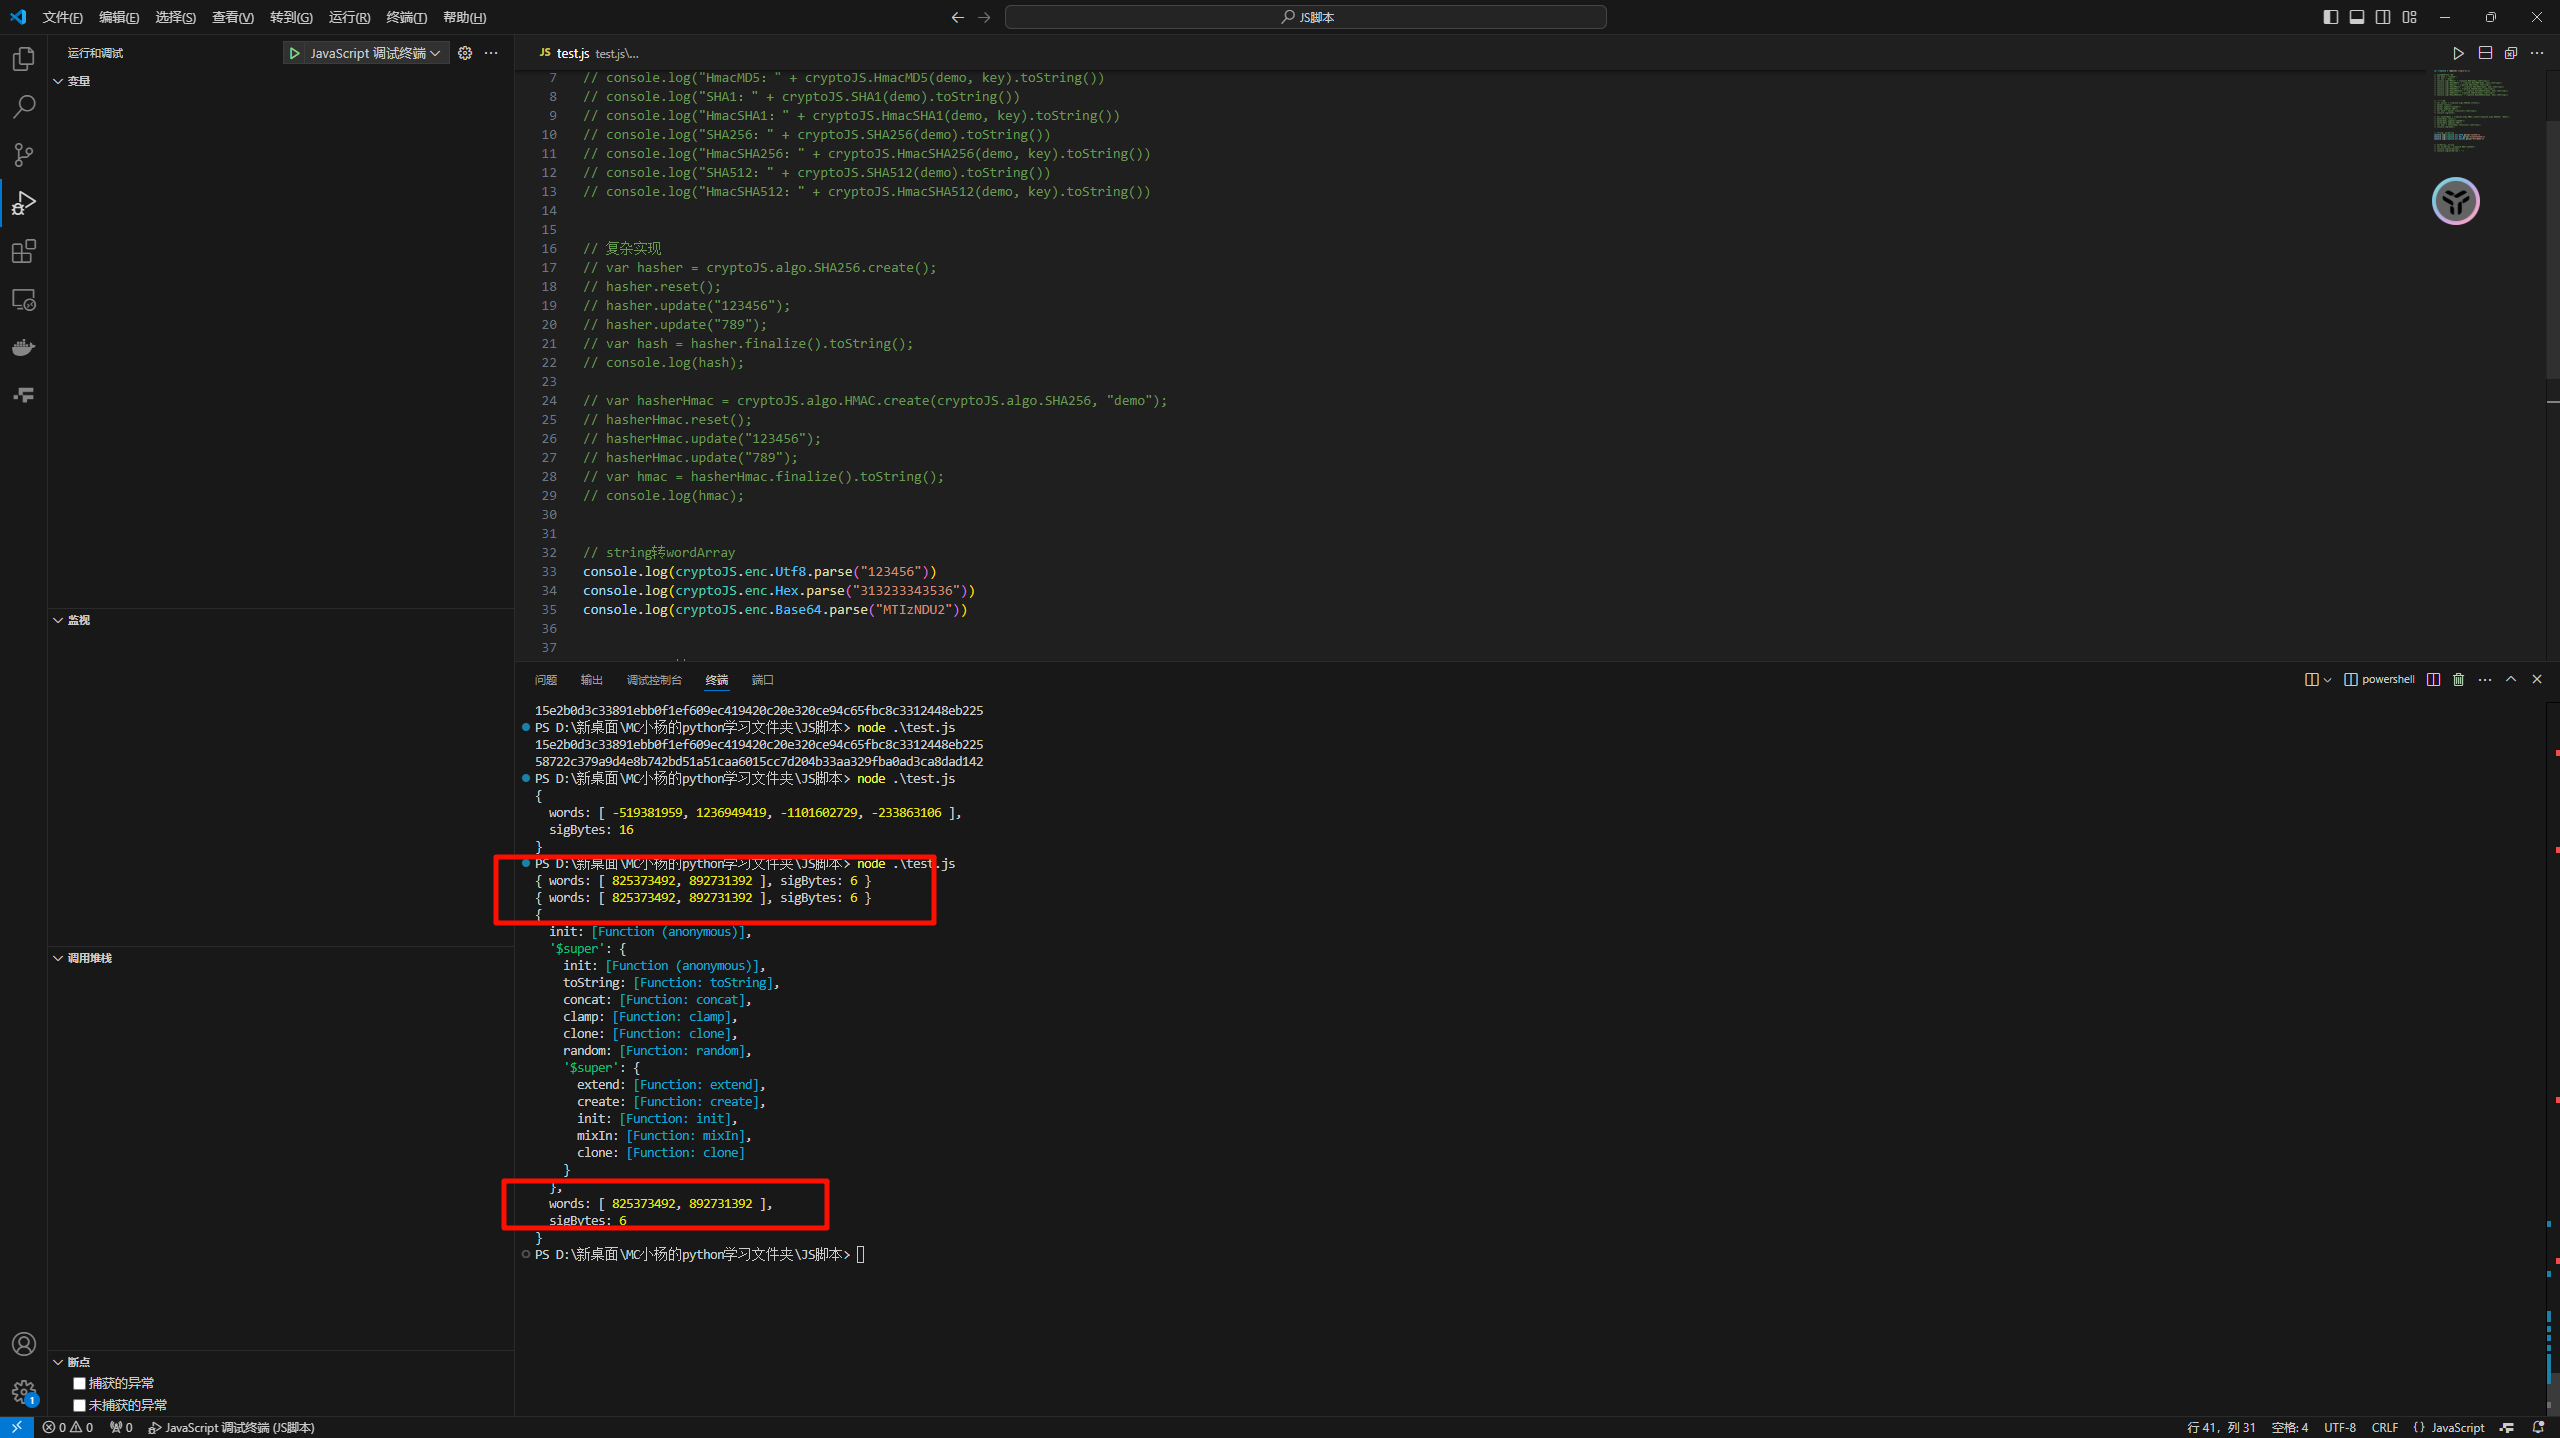 文件(F) 编辑(E) 选择(S) 查看(V) 转到(G) 运行(R) 终端(T) 帮助(H)
JS脚本
运行和调试
JavaScript 调试终端
变量
监视
调用堆栈
断点
捕获的异常
未捕获的异常
JS test.js test.js\...
7 // console.log("HmacMD5: " + cryptoJS.HmacMD5(demo, key).toString())
8 // console.log("SHA1: " + cryptoJS.SHA1(demo).toString())
9 // console.log("HmacSHA1: " + cryptoJS.HmacSHA1(demo, key).toString())
10 // console.log("SHA256: " + cryptoJS.SHA256(demo).toString())
11 // console.log("HmacSHA256: " + cryptoJS.HmacSHA256(demo, key).toString())
12 // console.log("SHA512: " + cryptoJS.SHA512(demo).toString())
13 // console.log("HmacSHA512: " + cryptoJS.HmacSHA512(demo, key).toString())
14
15
16 // 复杂实现
17 // var hasher = cryptoJS.algo.SHA256.create();
18 // hasher.reset();
19 // hasher.update("123456");
20 // hasher.update("789");
21 // var hash = hasher.finalize().toString();
22 // console.log(hash);
23
24 // var hasherHmac = cryptoJS.algo.HMAC.create(cryptoJS.algo.SHA256, "demo");
25 // hasherHmac.reset();
26 // hasherHmac.update("123456");
27 // hasherHmac.update("789");
28 // var hmac = hasherHmac.finalize().toString();
29 // console.log(hmac);
30
31
32 // string转wordArray
33 console.log(cryptoJS.enc.Utf8.parse("123456"))
34 console.log(cryptoJS.enc.Hex.parse("313233343536"))
35 console.log(cryptoJS.enc.Base64.parse("MTIzNDU2"))
36
37
问题 输出 调试控制台 终端 端口
powershell
15e2b0d3c33891ebb0f1ef609ec419420c20e320ce94c65fbc8c3312448eb225
PS D:\新桌面\MC小杨的python学习文件夹\JS脚本> node .\test.js
15e2b0d3c33891ebb0f1ef609ec419420c20e320ce94c65fbc8c3312448eb225
58722c379a9d4e8b742bd51a51caa6015cc7d204b33aa329fba0ad3ca8dad142
PS D:\新桌面\MC小杨的python学习文件夹\JS脚本> node .\test.js
{
words: [ -519381959, 1236949419, -1101602729, -233863106 ],
sigBytes: 16
}
PS D:\新桌面\MC小杨的python学习文件夹\JS脚本> node .\test.js
{ words: [ 825373492, 892731392 ], sigBytes: 6 }
{ words: [ 825373492, 892731392 ], sigBytes: 6 }
{
init: [Function (anonymous)],
'$super': {
init: [Function (anonymous)],
toString: [Function: toString],
concat: [Function: concat],
clamp: [Function: clamp],
clone: [Function: clone],
random: [Function: random],
'$super': {
extend: [Function: extend],
create: [Function: create],
init: [Function: init],
mixIn: [Function: mixIn],
clone: [Function: clone]
}
},
words: [ 825373492, 892731392 ],
sigBytes: 6
}
PS D:\新桌面\MC小杨的python学习文件夹\JS脚本>
1
0 0 0 JavaScript 调试终端 (JS脚本)
行 41，列 31 空格: 4 UTF-8 CRLF {} JavaScript